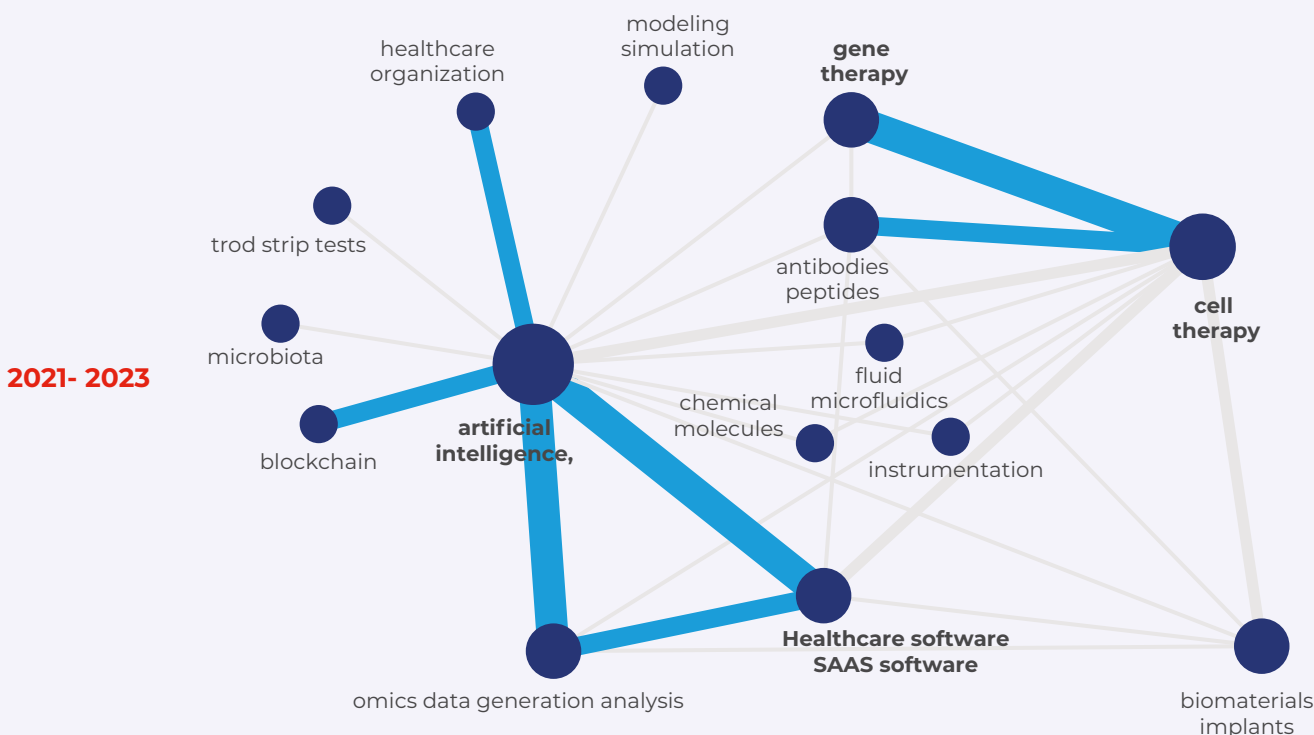 modeling
simulation
healthcare
organization
gene
therapy
trod strip tests
antibodies
peptides
cell
therapy
microbiota
2021- 2023
fluid
microfluidics
chemical
molecules
artificial
intelligence,
blockchain
instrumentation
Healthcare software
SAAS software
omics data generation analysis
biomaterials
implants